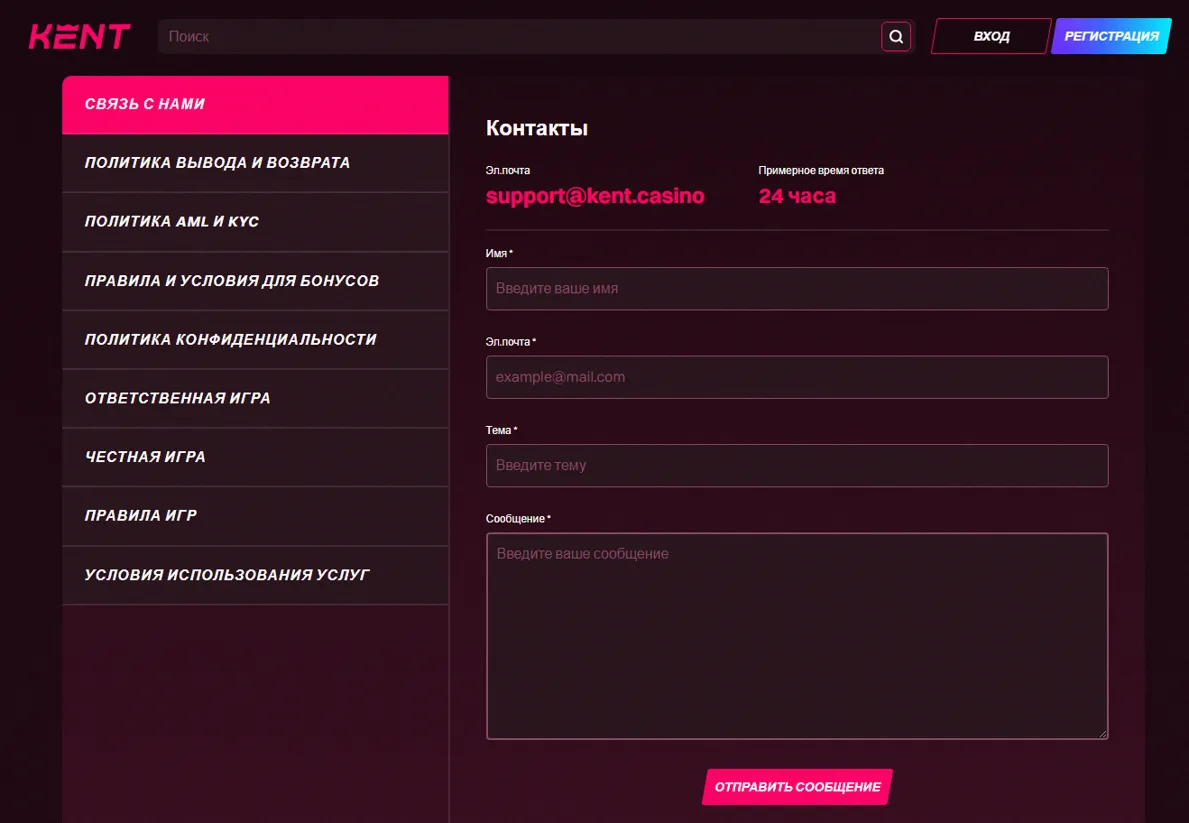 KENT
Поиск
ВХОД
РЕГИСТРАЦИЯ
СВЯЗЬ С НАМИ
ПОЛИТИКА ВЫВОДА И ВОЗВРАТА
ПОЛИТИКА AML И KYC
ПРАВИЛА И УСЛОВИЯ ДЛЯ БОНУСОВ
ПОЛИТИКА КОНФИДЕНЦИАЛЬНОСТИ
ОТВЕТСТВЕННАЯ ИГРА
ЧЕСТНАЯ ИГРА
ПРАВИЛА ИГР
УСЛОВИЯ ИСПОЛЬЗОВАНИЯ УСЛУГ
Контакты
Эл.почта
support@kent.casino
Примерное время ответа
24 часа
Имя *
Введите ваше имя
Эл.почта *
example@mail.com
Тема *
Введите тему
Сообщение *
Введите ваше сообщение
ОТПРАВИТЬ СООБЩЕНИЕ